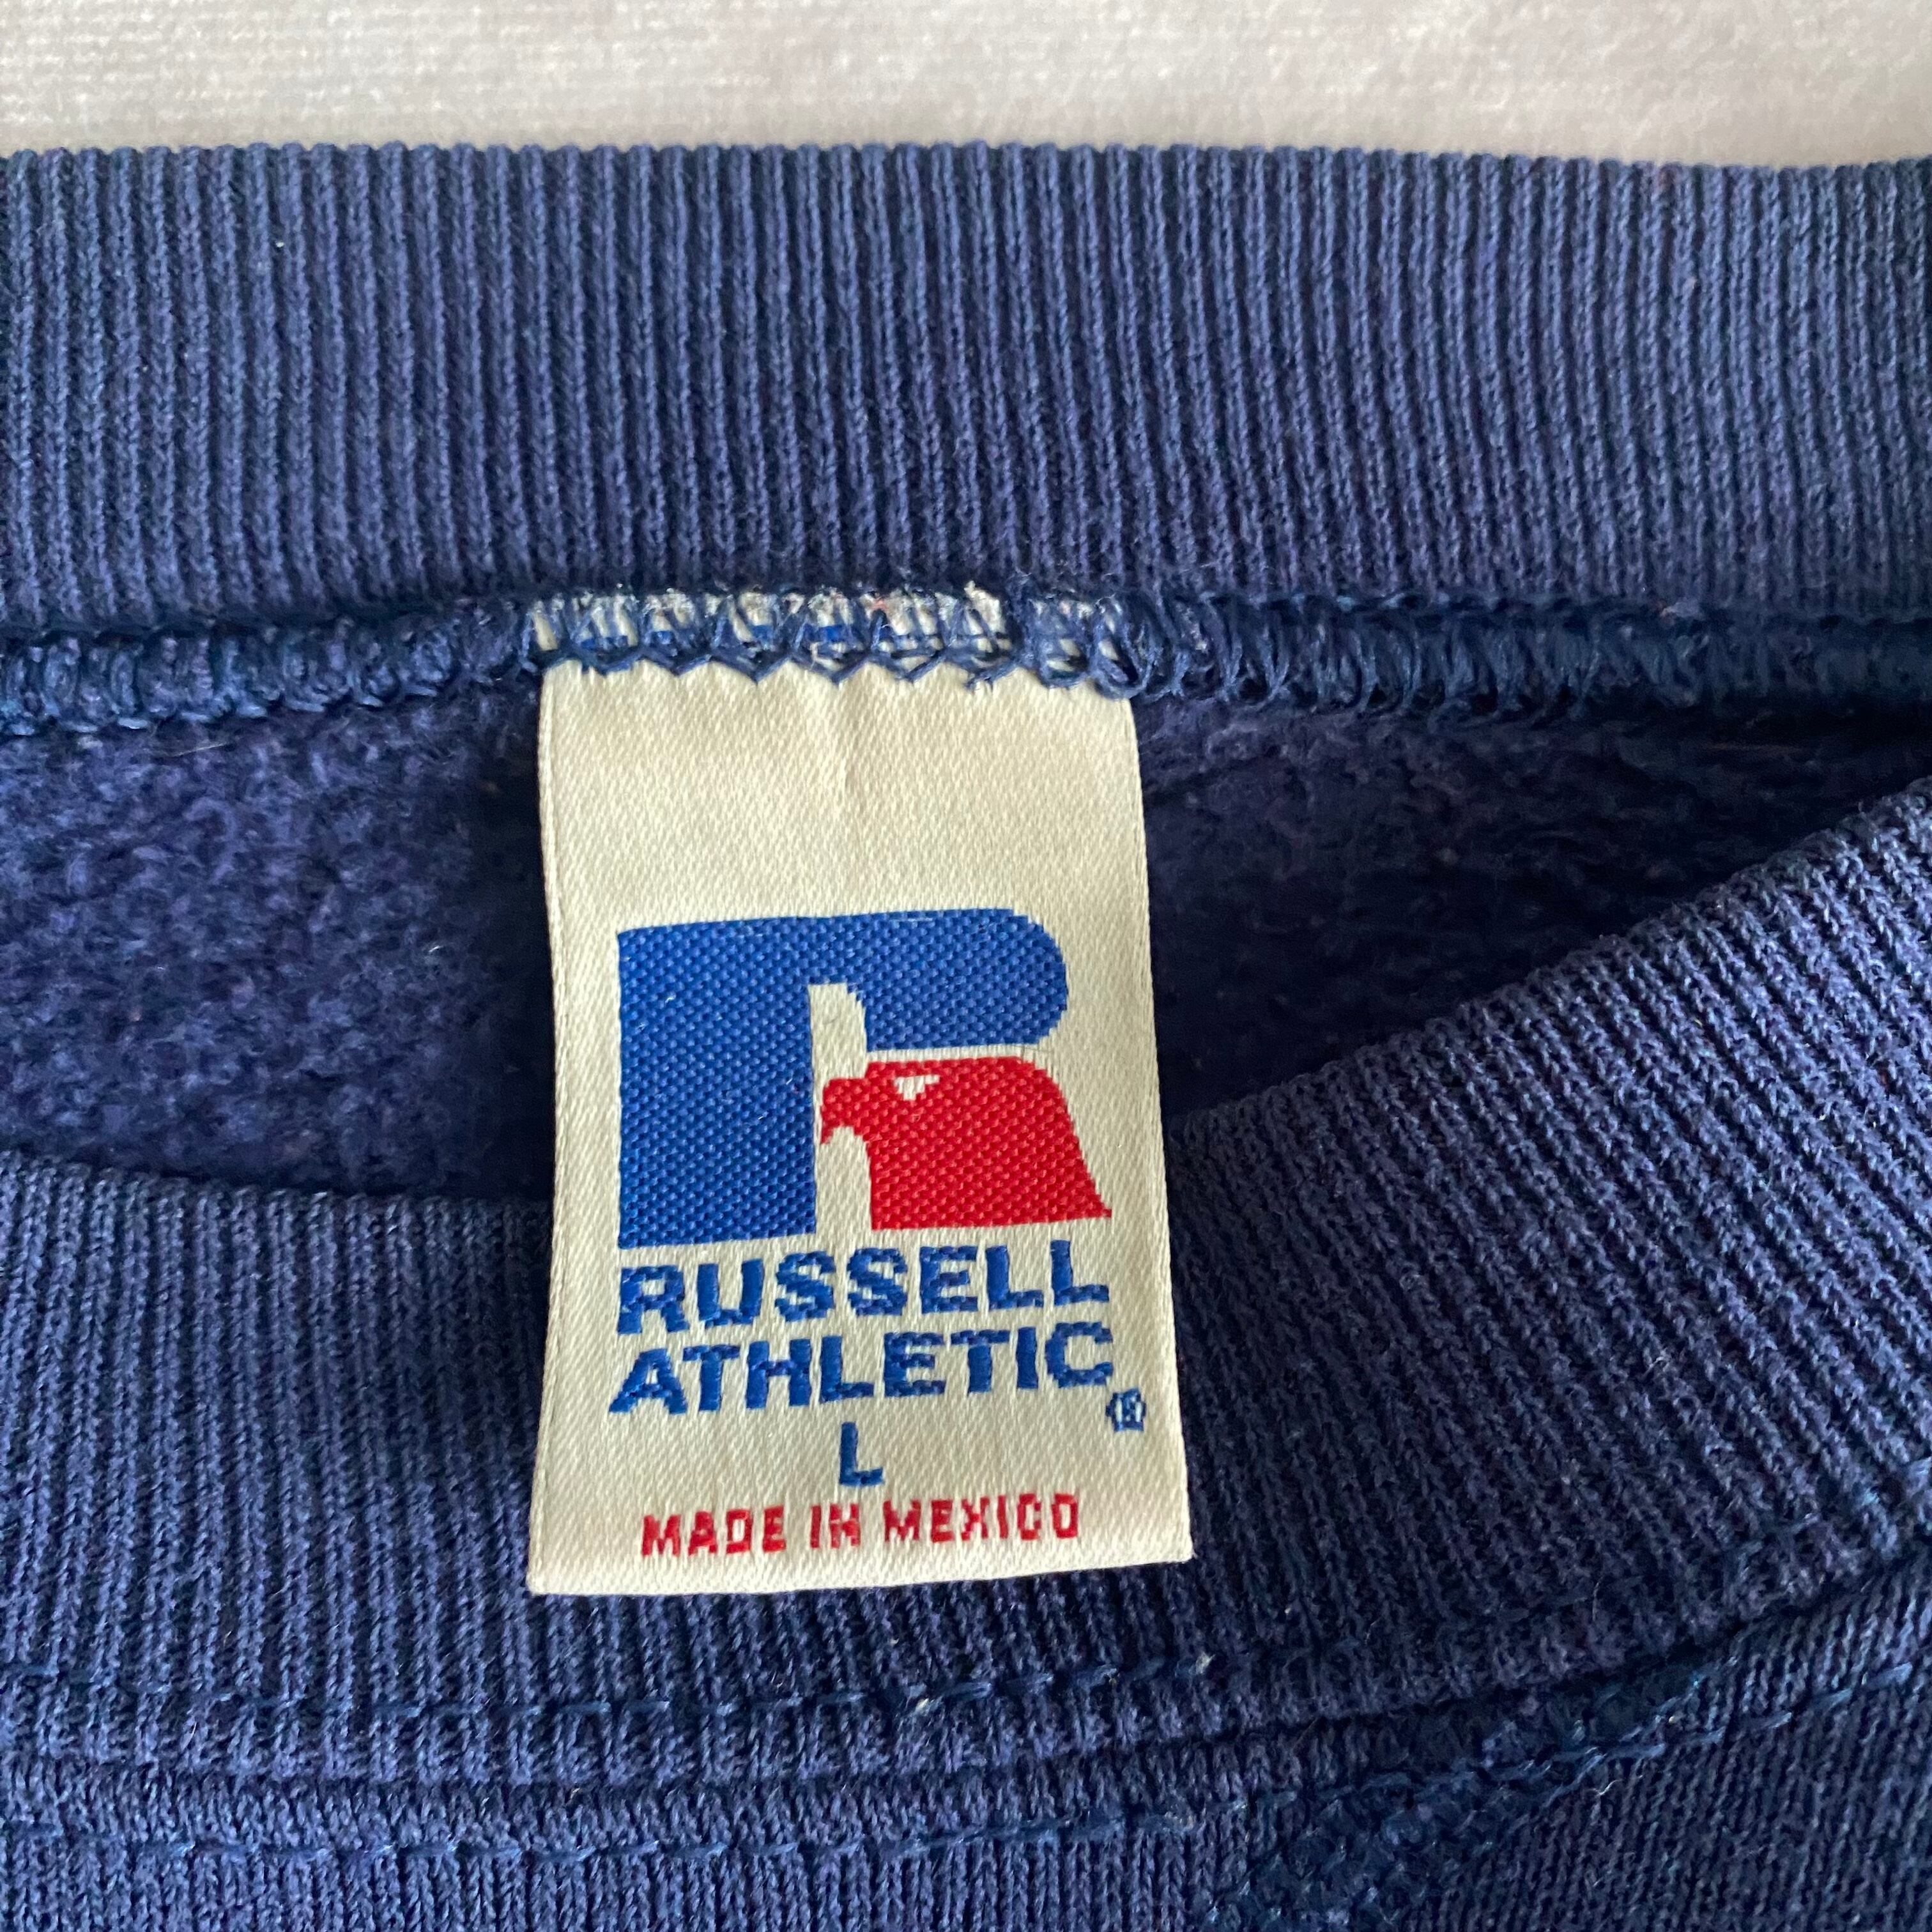 R
RUSSELL
ATHLETIC®
L
MADE IN MEXICO